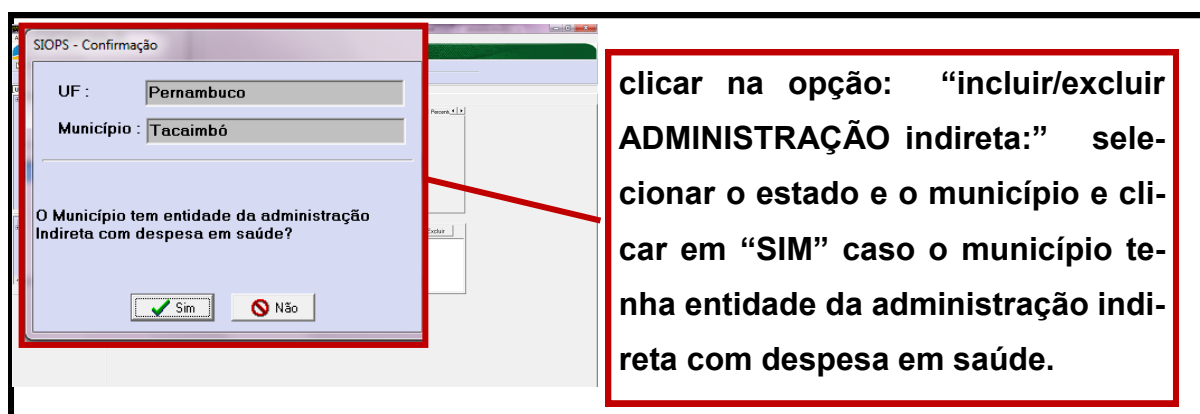 SIOPS - Confirmação
UF :
Pernambuco
Município :
Tacaimbó
O Município tem entidade da administração
Indireta com despesa em saúde?
Sim
Não
clicar na opção: “incluir/excluir
ADMINISTRAÇÃO indireta:” sele-
cionar o estado e o município e cli-
car em “SIM” caso o município te-
nha entidade da administração indi-
reta com despesa em saúde.